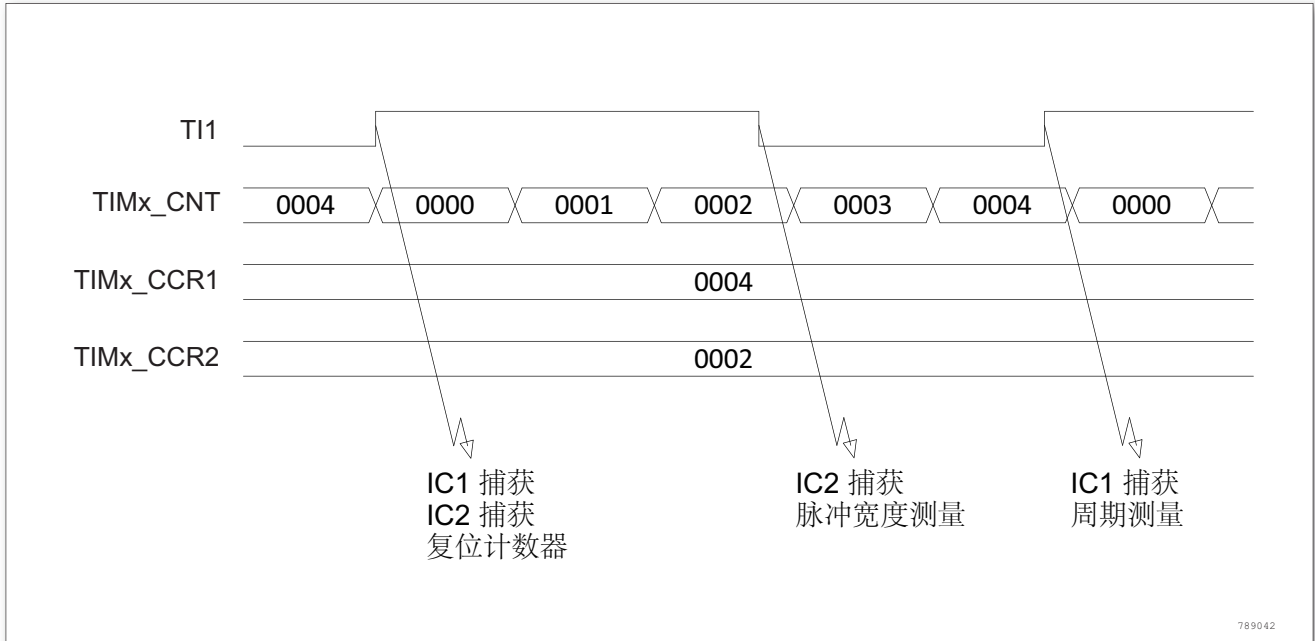 TI1
TIMx_CNT 0004 0000 0001 0002 0003 0004 0000
TIMx_CCR1 0004
TIMx_CCR2 0002
IC1 捕获
IC2 捕获
复位计数器
IC2 捕获
脉冲宽度测量
IC1 捕获
周期测量
789042